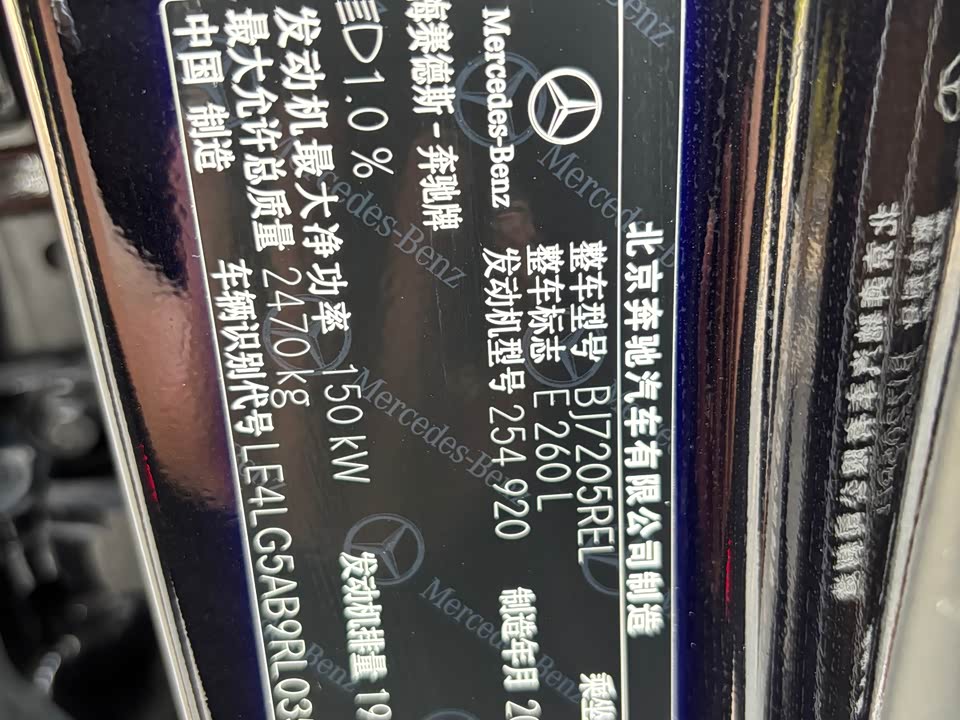 北京奔驰汽车有限公司制造
Mercedes-Benz
梅赛德斯-奔驰牌
整车型号 BJ7205REL
整车标志 E 260L
发动机型号 254 920
制造年月 20
1.0 %
发动机最大净功率 150 kW
发动机排量 19
最大允许总质量 2470kg
中国 制造
车辆识别代号 LE4LG5AB9RL03